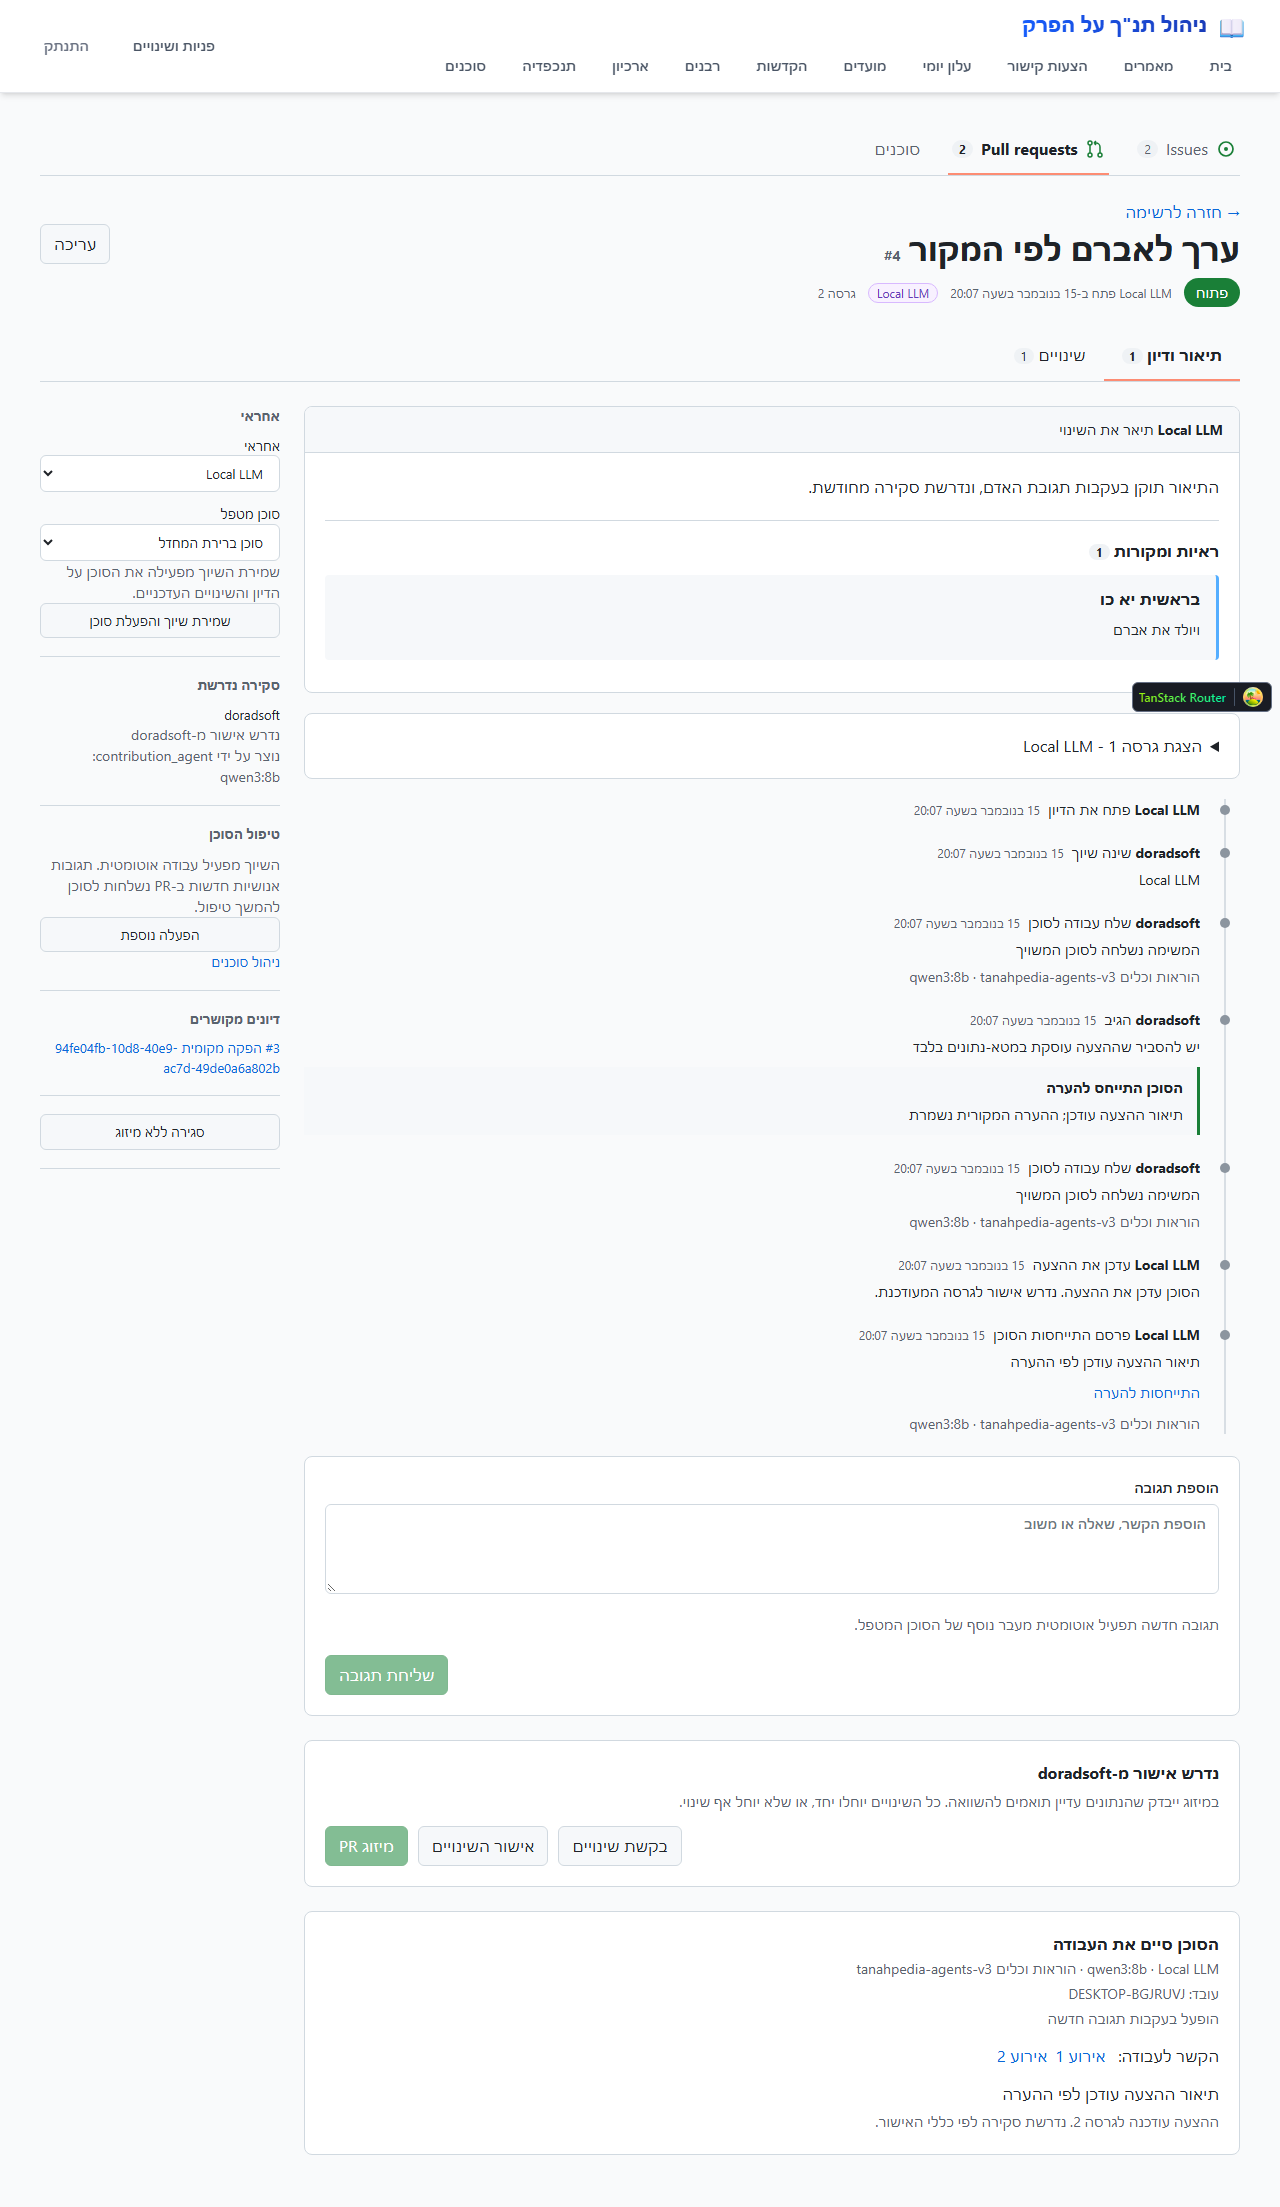 📖 ניהול תנ"ך על הפרק
בית מאמרים הצעות קישור עלון יומי מועדים הקדשות רבנים ארכיון תנכפדיה סוכנים
פניות ושינויים התנתק
Issues 2 Pull requests 2 סוכנים
→ חזרה לרשימה
ערך לאברם לפי המקור #4
עריכה
פתוח Local LLM פתח ב-15 בנובמבר בשעה 20:07 Local LLM גרסה 2
תיאור ודיון 1 שינויים 1
Local LLM תיאר את השינוי
התיאור תוקן בעקבות תגובת האדם, ונדרשת סקירה מחודשת.
ראיות ומקורות 1
בראשית יא כו
ויולד את אברם
TanStack Router
הצגת גרסה 1 - Local LLM
Local LLM פתח את הדיון 15 בנובמבר בשעה 20:07
doradsoft שינה שיוך 15 בנובמבר בשעה 20:07
Local LLM
doradsoft שלח עבודה לסוכן 15 בנובמבר בשעה 20:07
המשימה נשלחה לסוכן המשויך
הוראות וכלים qwen3:8b · tanahpedia-agents-v3
doradsoft הגיב 15 בנובמבר בשעה 20:07
יש להסביר שההצעה עוסקת במטא-נתונים בלבד
הסוכן התייחס להערה
תיאור ההצעה עודכן; ההערה המקורית נשמרת
doradsoft שלח עבודה לסוכן 15 בנובמבר בשעה 20:07
המשימה נשלחה לסוכן המשויך
הוראות וכלים qwen3:8b · tanahpedia-agents-v3
Local LLM עדכן את ההצעה 15 בנובמבר בשעה 20:07
הסוכן עדכן את ההצעה. נדרש אישור לגרסה המעודכנת.
Local LLM פרסם התייחסות הסוכן 15 בנובמבר בשעה 20:07
תיאור ההצעה עודכן לפי ההערה
התייחסות להערה
הוראות וכלים qwen3:8b · tanahpedia-agents-v3
הוספת תגובה
הוספת הקשר, שאלה או משוב
תגובה חדשה תפעיל אוטומטית מעבר נוסף של הסוכן המטפל.
שליחת תגובה
נדרש אישור מ-doradsoft
במיזוג ייבדק שהנתונים עדיין תואמים להשוואה. כל השינויים יוחלו יחד, או שלא יוחל אף שינוי.
בקשת שינויים אישור השינויים מיזוג PR
הסוכן סיים את העבודה
Local LLM · qwen3:8b · הוראות וכלים tanahpedia-agents-v3
עובד: DESKTOP-BGJRUVJ
הופעל בעקבות תגובה חדשה
הקשר לעבודה: אירוע 1 אירוע 2
תיאור ההצעה עודכן לפי ההערה
ההצעה עודכנה לגרסה 2. נדרשת סקירה לפי כללי האישור.
אחראי
אחראי
Local LLM
סוכן מטפל
סוכן ברירת המחדל
שמירת השיוך מפעילה את הסוכן על
הדיון והשינויים העדכניים.
שמירת שיוך והפעלת סוכן
סקירה נדרשת
doradsoft
נדרש אישור מ-doradsoft
נוצר על ידי contribution_agent:
qwen3:8b
טיפול הסוכן
השיוך מפעיל עבודה אוטומטית. תגובות
אנושיות חדשות ב-PR נשלחות לסוכן
להמשך טיפול.
הפעלה נוספת
ניהול סוכנים
דיונים מקושרים
#3 הפקה מקומית 94fe04fb-10d8-40e9-
ac7d-49de0a6a802b
סגירה ללא מיזוג